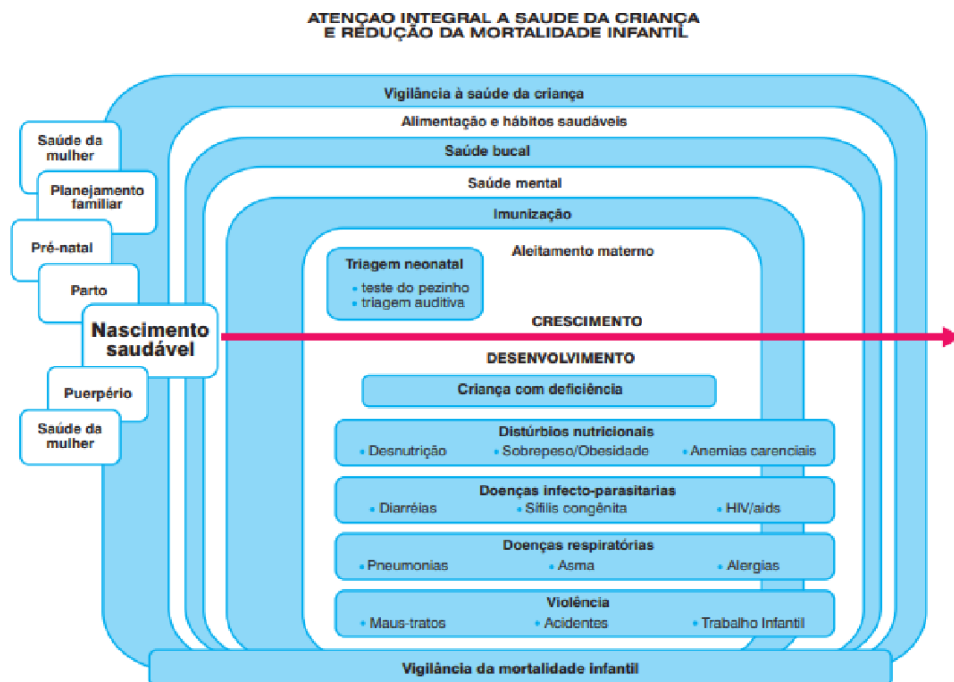 ATENÇAO INTEGRAL A SAUDE DA CRIANÇA
E REDUÇÃO DA MORTALIDADE INFANTIL
Vigilância à saúde da criança
Alimentação e hábitos saudáveis
Saúde bucal
Saúde mental
Imunização
Aleitamento materno
Saúde da
mulher
Planejamento
familiar
Pré-natal
Parto
Nascimento
saudável
Puerpério
Saúde da
mulher
Triagem neonatal
• teste do pezinho
• triagem auditiva
CRESCIMENTO
DESENVOLVIMENTO
Criança com deficiência
Distúrbios nutricionais
• Desnutrição • Sobrepeso/Obesidade • Anemias carenciais
Doenças infecto-parasitarias
• Diarréias • Sífilis congênita • HIV/aids
Doenças respiratórias
• Pneumonias • Asma • Alergias
Violência
• Maus-tratos • Acidentes • Trabalho Infantil
Vigilância da mortalidade infantil